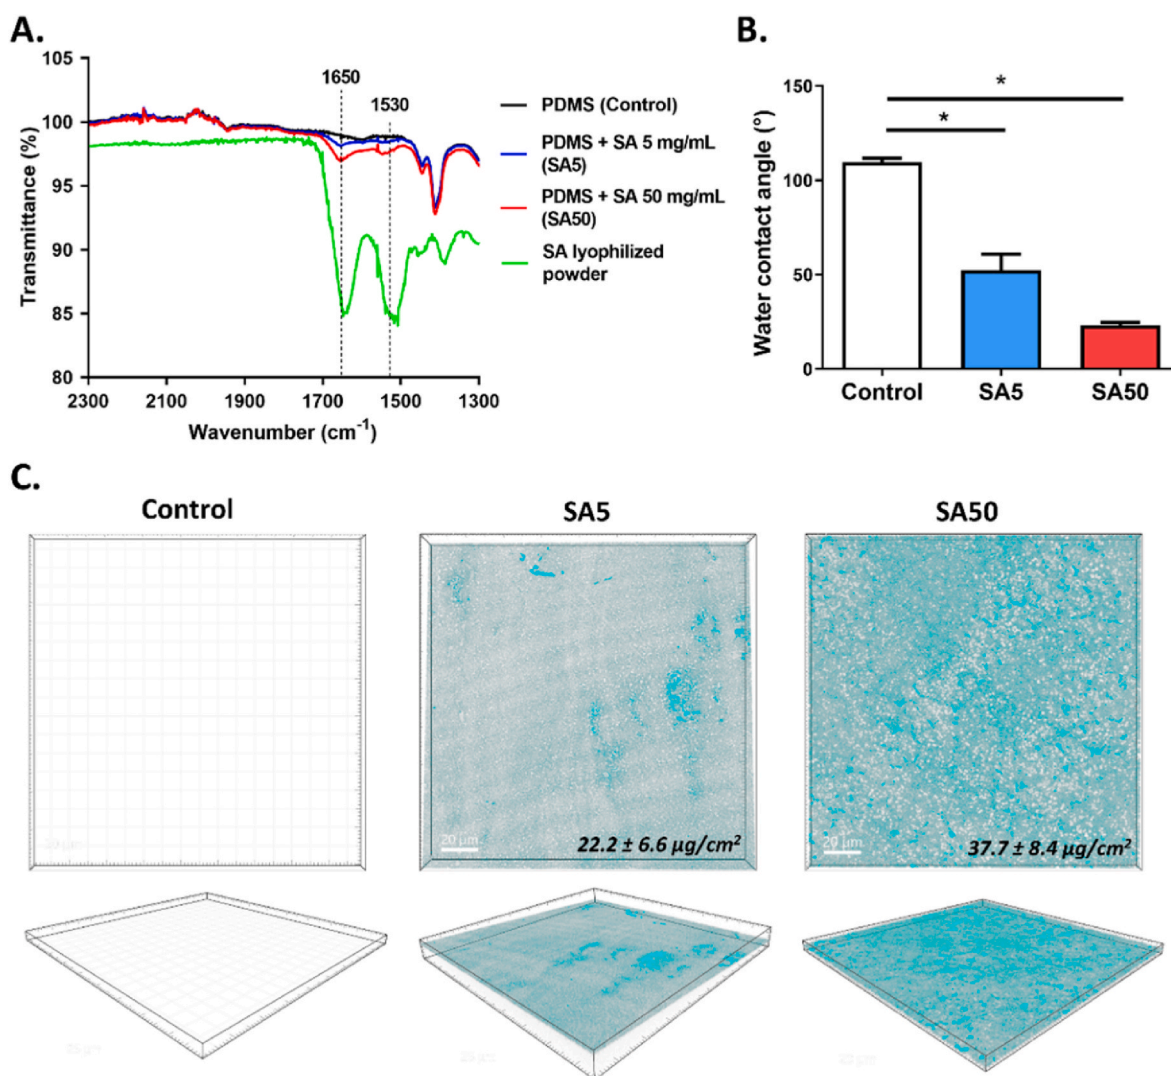 A.
105
100
95
90
85
80
Transmittance (%)
1650
1530
2300
2100
1900
1700
1500
1300
Wavenumber (cm⁻¹)
PDMS (Control)
PDMS + SA 5 mg/mL
(SA5)
PDMS + SA 50 mg/mL
(SA50)
SA lyophilized
powder
B.
150
100
50
0
Water contact angle (°)
*
*
Control
SA5
SA50
C.
Control
SA5
SA50
20 μm
20 μm
22.2 ± 6.6 μg/cm²
20 μm
37.7 ± 8.4 μg/cm²